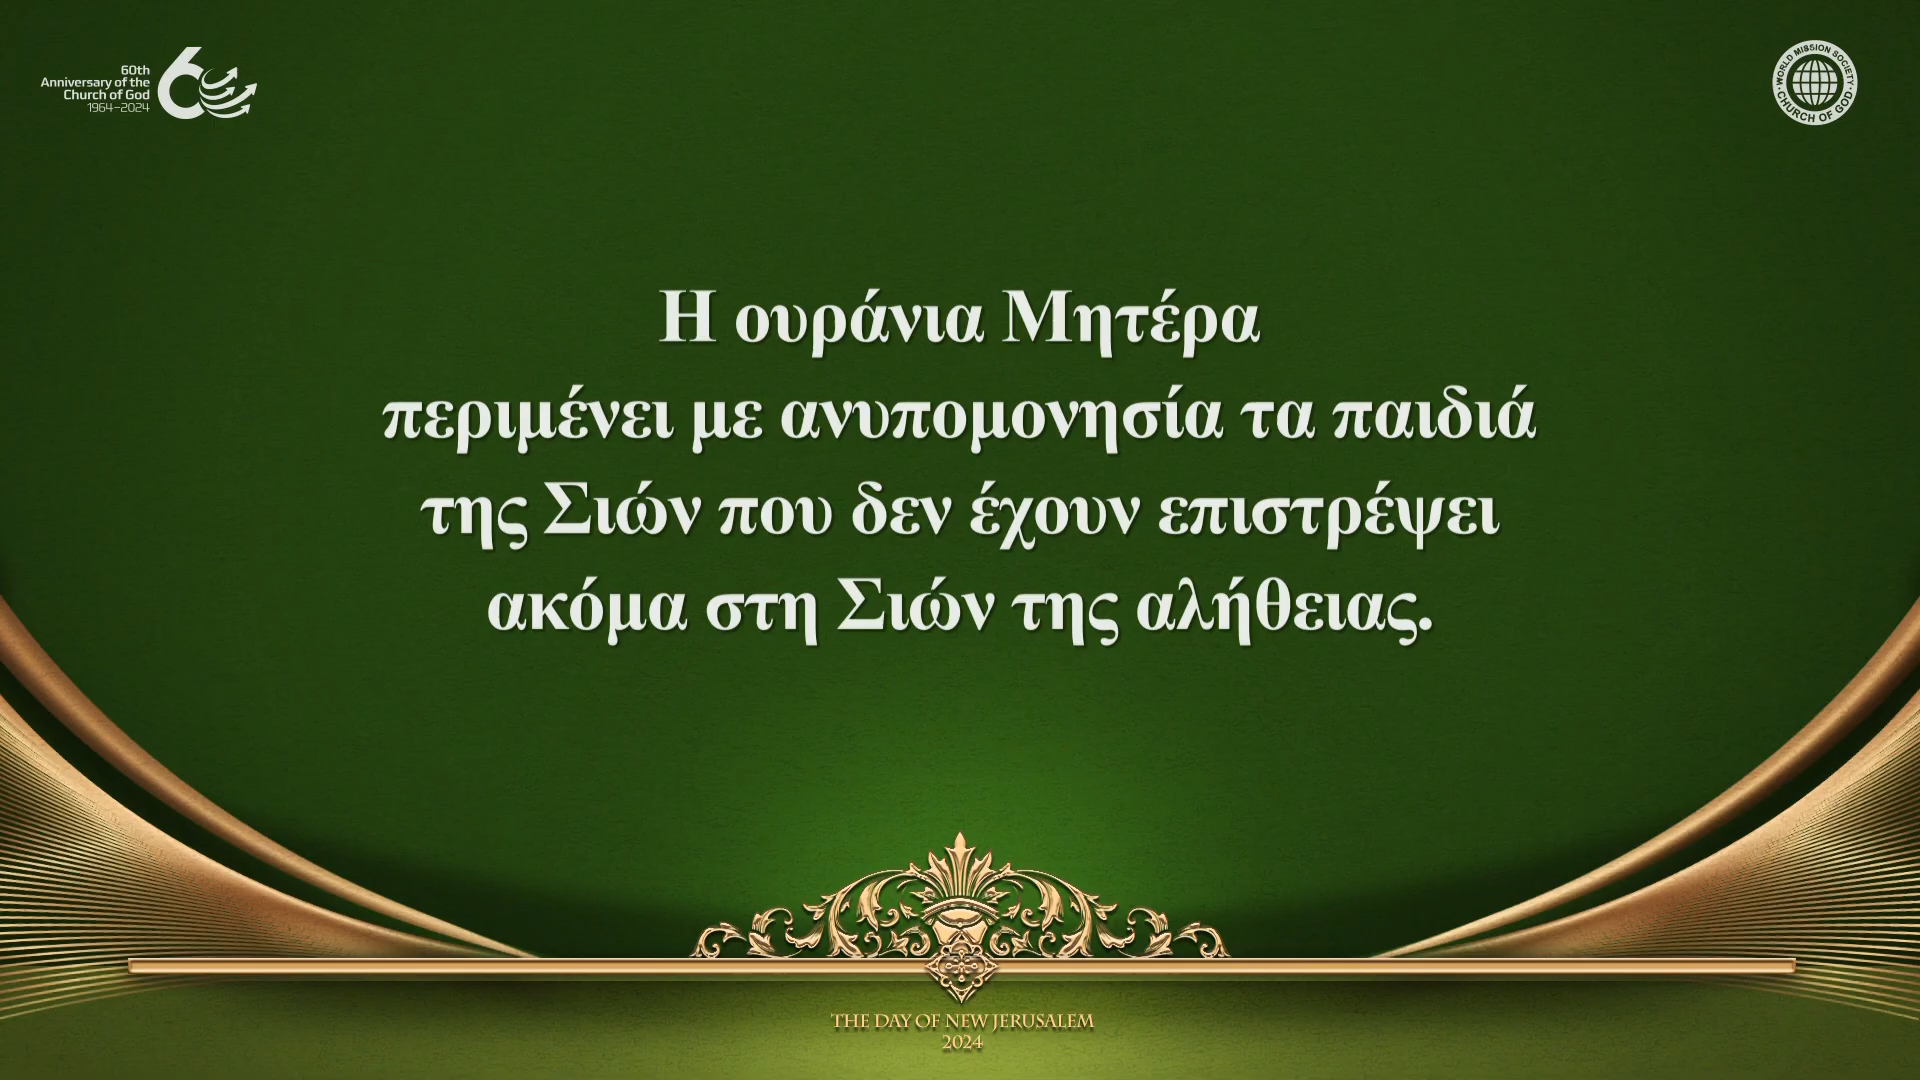 60th
Anniversary of the
Church of God
1964–2024
60
WORLD MISSION SOCIETY
CHURCH OF GOD
Η ουράνια Μητέρα
περιμένει με ανυπομονησία τα παιδιά
της Σιών που δεν έχουν επιστρέψει
ακόμα στη Σιών της αλήθειας.
THE DAY OF NEW JERUSALEM
2024